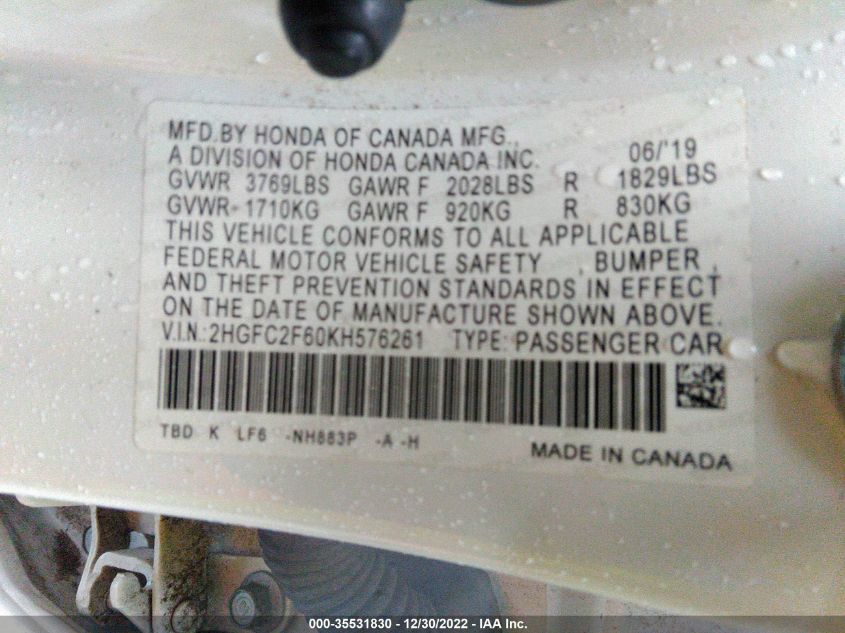 MFD.BY HONDA OF CANADA MFG.,
A DIVISION OF HONDA CANADA INC. 06/'19
GVWR 3769LBS GAWR F 2028LBS R 1829LBS
GVWR 1710KG GAWR F 920KG R 830KG
THIS VEHICLE CONFORMS TO ALL APPLICABLE
FEDERAL MOTOR VEHICLE SAFETY , BUMPER ,
AND THEFT PREVENTION STANDARDS IN EFFECT
ON THE DATE OF MANUFACTURE SHOWN ABOVE.
V.I.N.:2HGFC2F60KH576261 TYPE: PASSENGER CAR
TBD K LF6 -NH883P -A -H
MADE IN CANADA
000-35531830 - 12/30/2022 - IAA Inc.